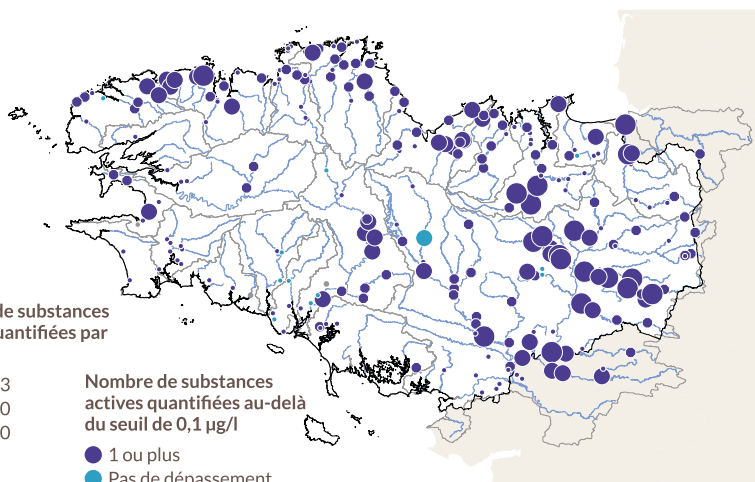 de substances
uantifiées par
3
0
0
Nombre de substances
actives quantifiées au-delà
du seuil de 0,1 µg/l
1 ou plus
Pas de dépassement